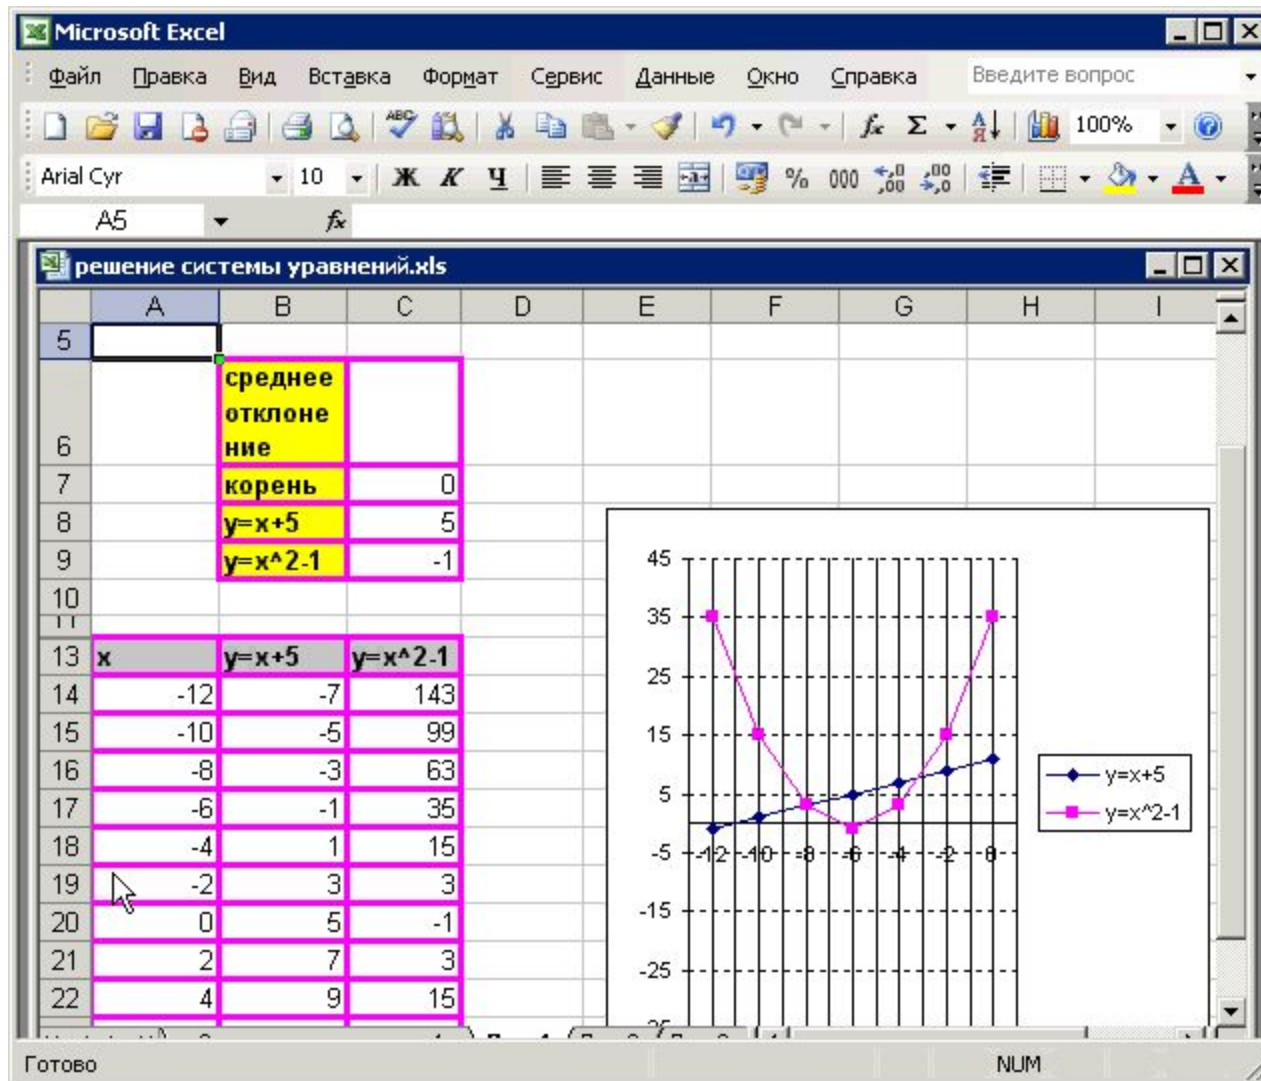 Microsoft Excel
Файл Правка Вид Вставка Формат Сервис Данные Окно Справка Введите вопрос
100%
Arial Cyr 10 Ж К Ч % 000
A5 fx
решение системы уравнений.xls
A B C D E F G H I
5
среднее
отклоне
6 ние
7 корень 0
8 y=x+5 5
9 y=x^2-1 -1
10
11
13 x y=x+5 y=x^2-1
14 -12 -7 143
15 -10 -5 99
16 -8 -3 63
17 -6 -1 35
18 -4 1 15
19 -2 3 3
20 0 5 -1
21 2 7 3
22 4 9 15
45
35
25
15
5
-5
-15
-25
-12 -10 -8 -6 -4 -2 0
y=x+5
y=x^2-1
Готово NUM